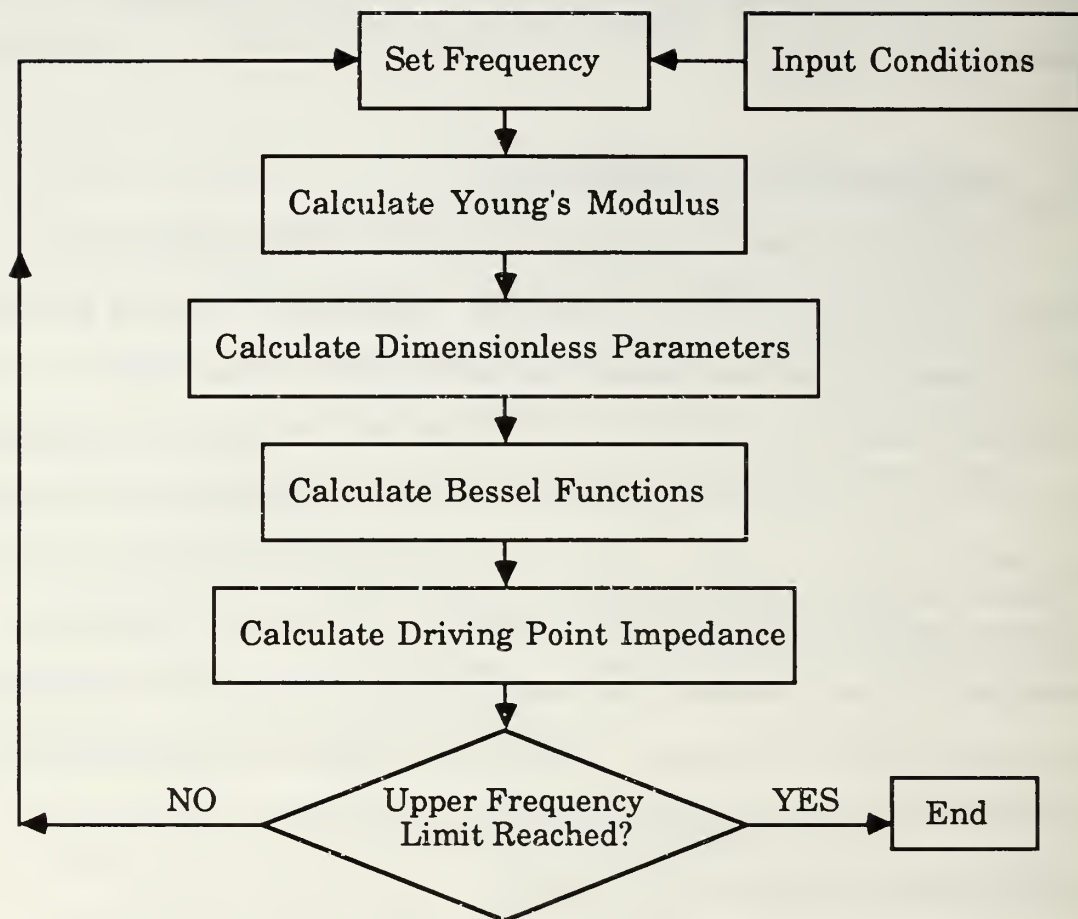 Set Frequency
Input Conditions
Calculate Young's Modulus
Calculate Dimensionless Parameters
Calculate Bessel Functions
Calculate Driving Point Impedance
NO
Upper Frequency
Limit Reached?
YES
End